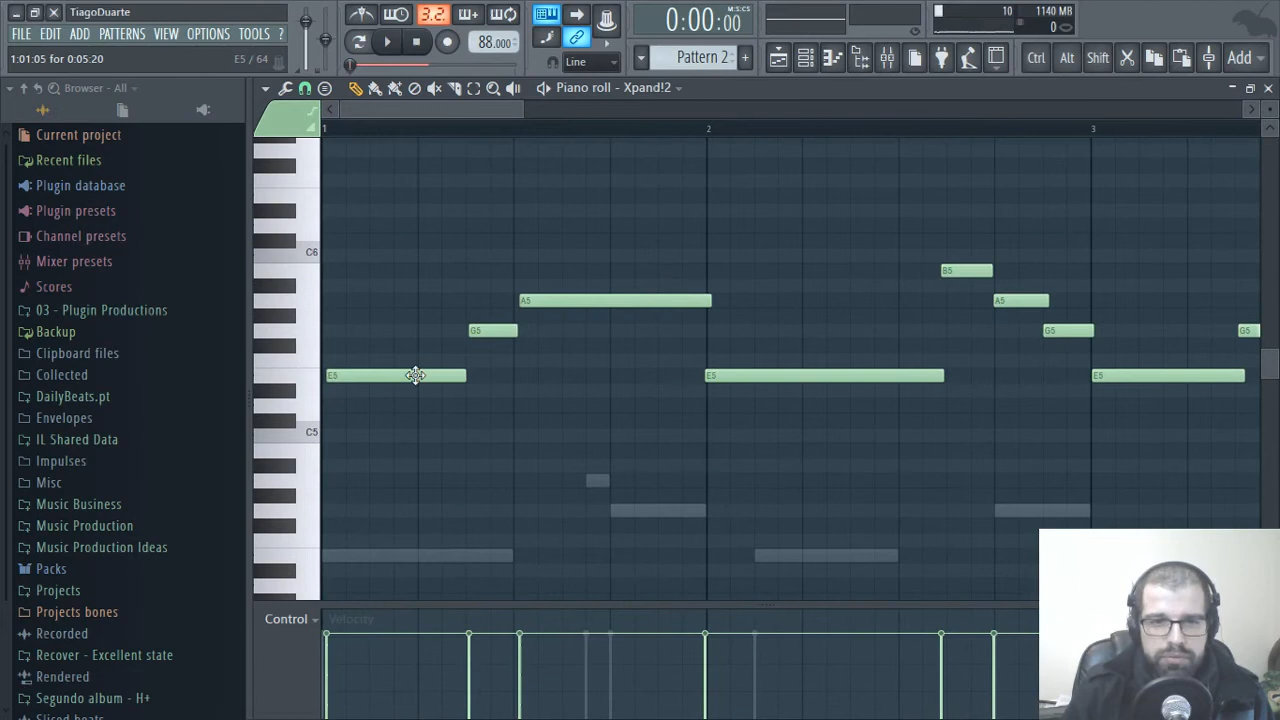 TiagoDuarte
FILE EDIT ADD PATTERNS VIEW OPTIONS TOOLS ?
1:01:05 for 0:05:20 E5 / 64
3.2
88.000
Line
0:00:00
M:S:CS
Pattern 2
10 1140 MB
0
Ctrl Alt Shift Add
Browser - All
Piano roll - Xpand!2
Current project
Recent files
Plugin database
Plugin presets
Channel presets
Mixer presets
Scores
03 - Plugin Productions
Backup
Clipboard files
Collected
DailyBeats.pt
Envelopes
IL Shared Data
Impulses
Misc
Music Business
Music Production
Music Production Ideas
Packs
Projects
Projects bones
Recorded
Recover - Excellent state
Rendered
Segundo album - H+
Sliced beats
1 2 3
C6
B5
A5 A5
G5 G5 G5
E5 E5 E5
C5
Control Velocity